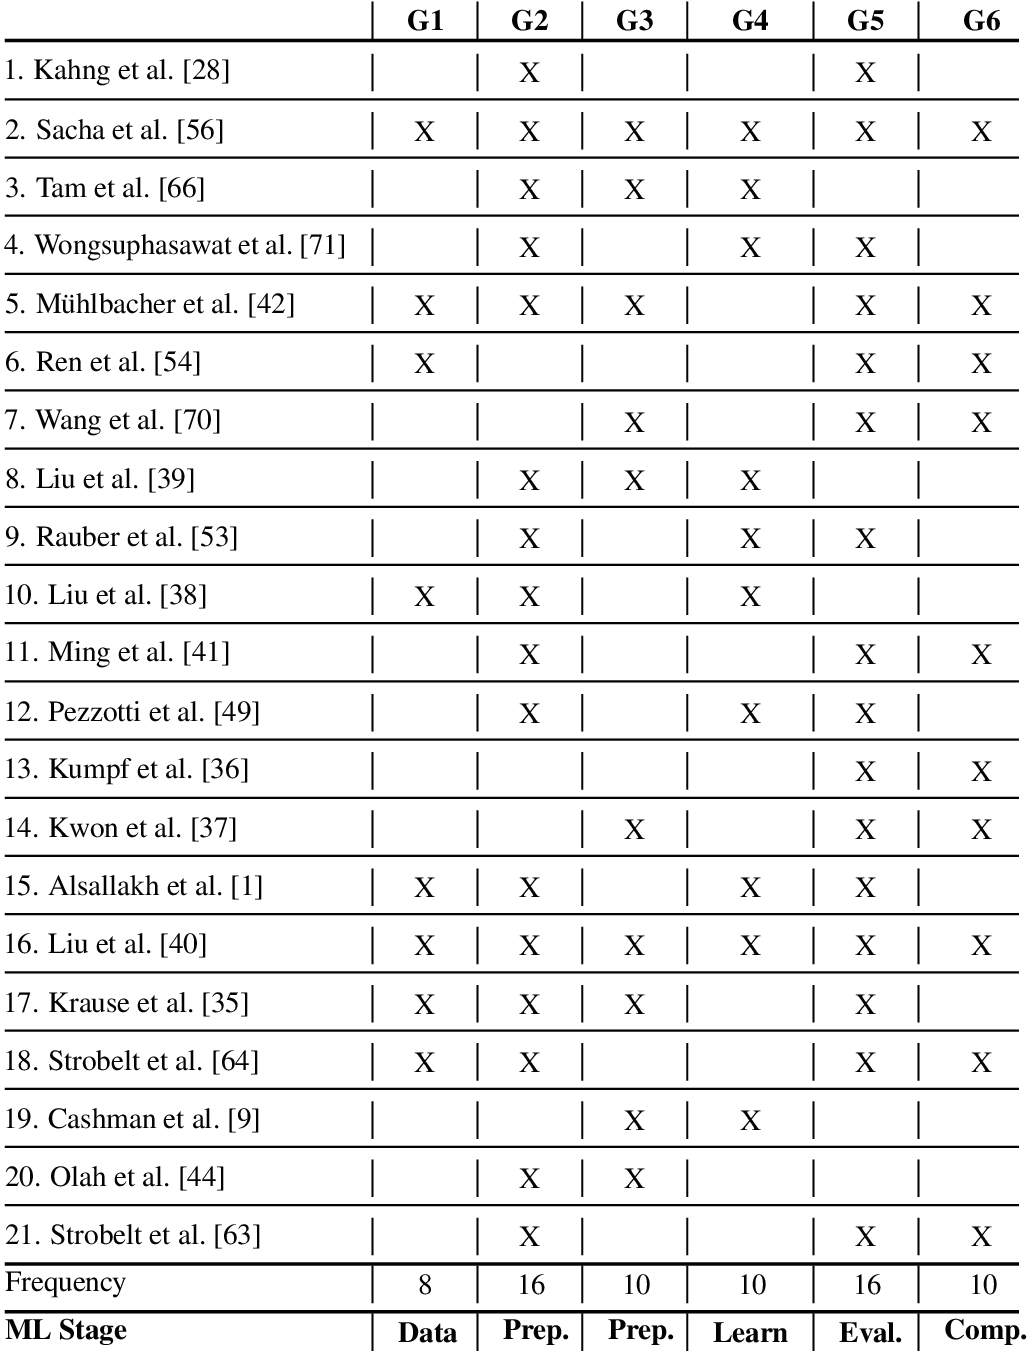 G1 G2 G3 G4 G5 G6
1. Kahng et al. [28] X X
2. Sacha et al. [56] X X X X X X
3. Tam et al. [66] X X X
4. Wongsuphasawat et al. [71] X X X
5. Mühlbacher et al. [42] X X X X X
6. Ren et al. [54] X X X
7. Wang et al. [70] X X X
8. Liu et al. [39] X X X
9. Rauber et al. [53] X X X
10. Liu et al. [38] X X X
11. Ming et al. [41] X X X
12. Pezzotti et al. [49] X X X
13. Kumpf et al. [36] X X
14. Kwon et al. [37] X X X
15. Alsallakh et al. [1] X X X X
16. Liu et al. [40] X X X X X X
17. Krause et al. [35] X X X X
18. Strobelt et al. [64] X X X X
19. Cashman et al. [9] X X
20. Olah et al. [44] X X
21. Strobelt et al. [63] X X X
Frequency 8 16 10 10 16 10
ML Stage Data Prep. Prep. Learn Eval. Comp.